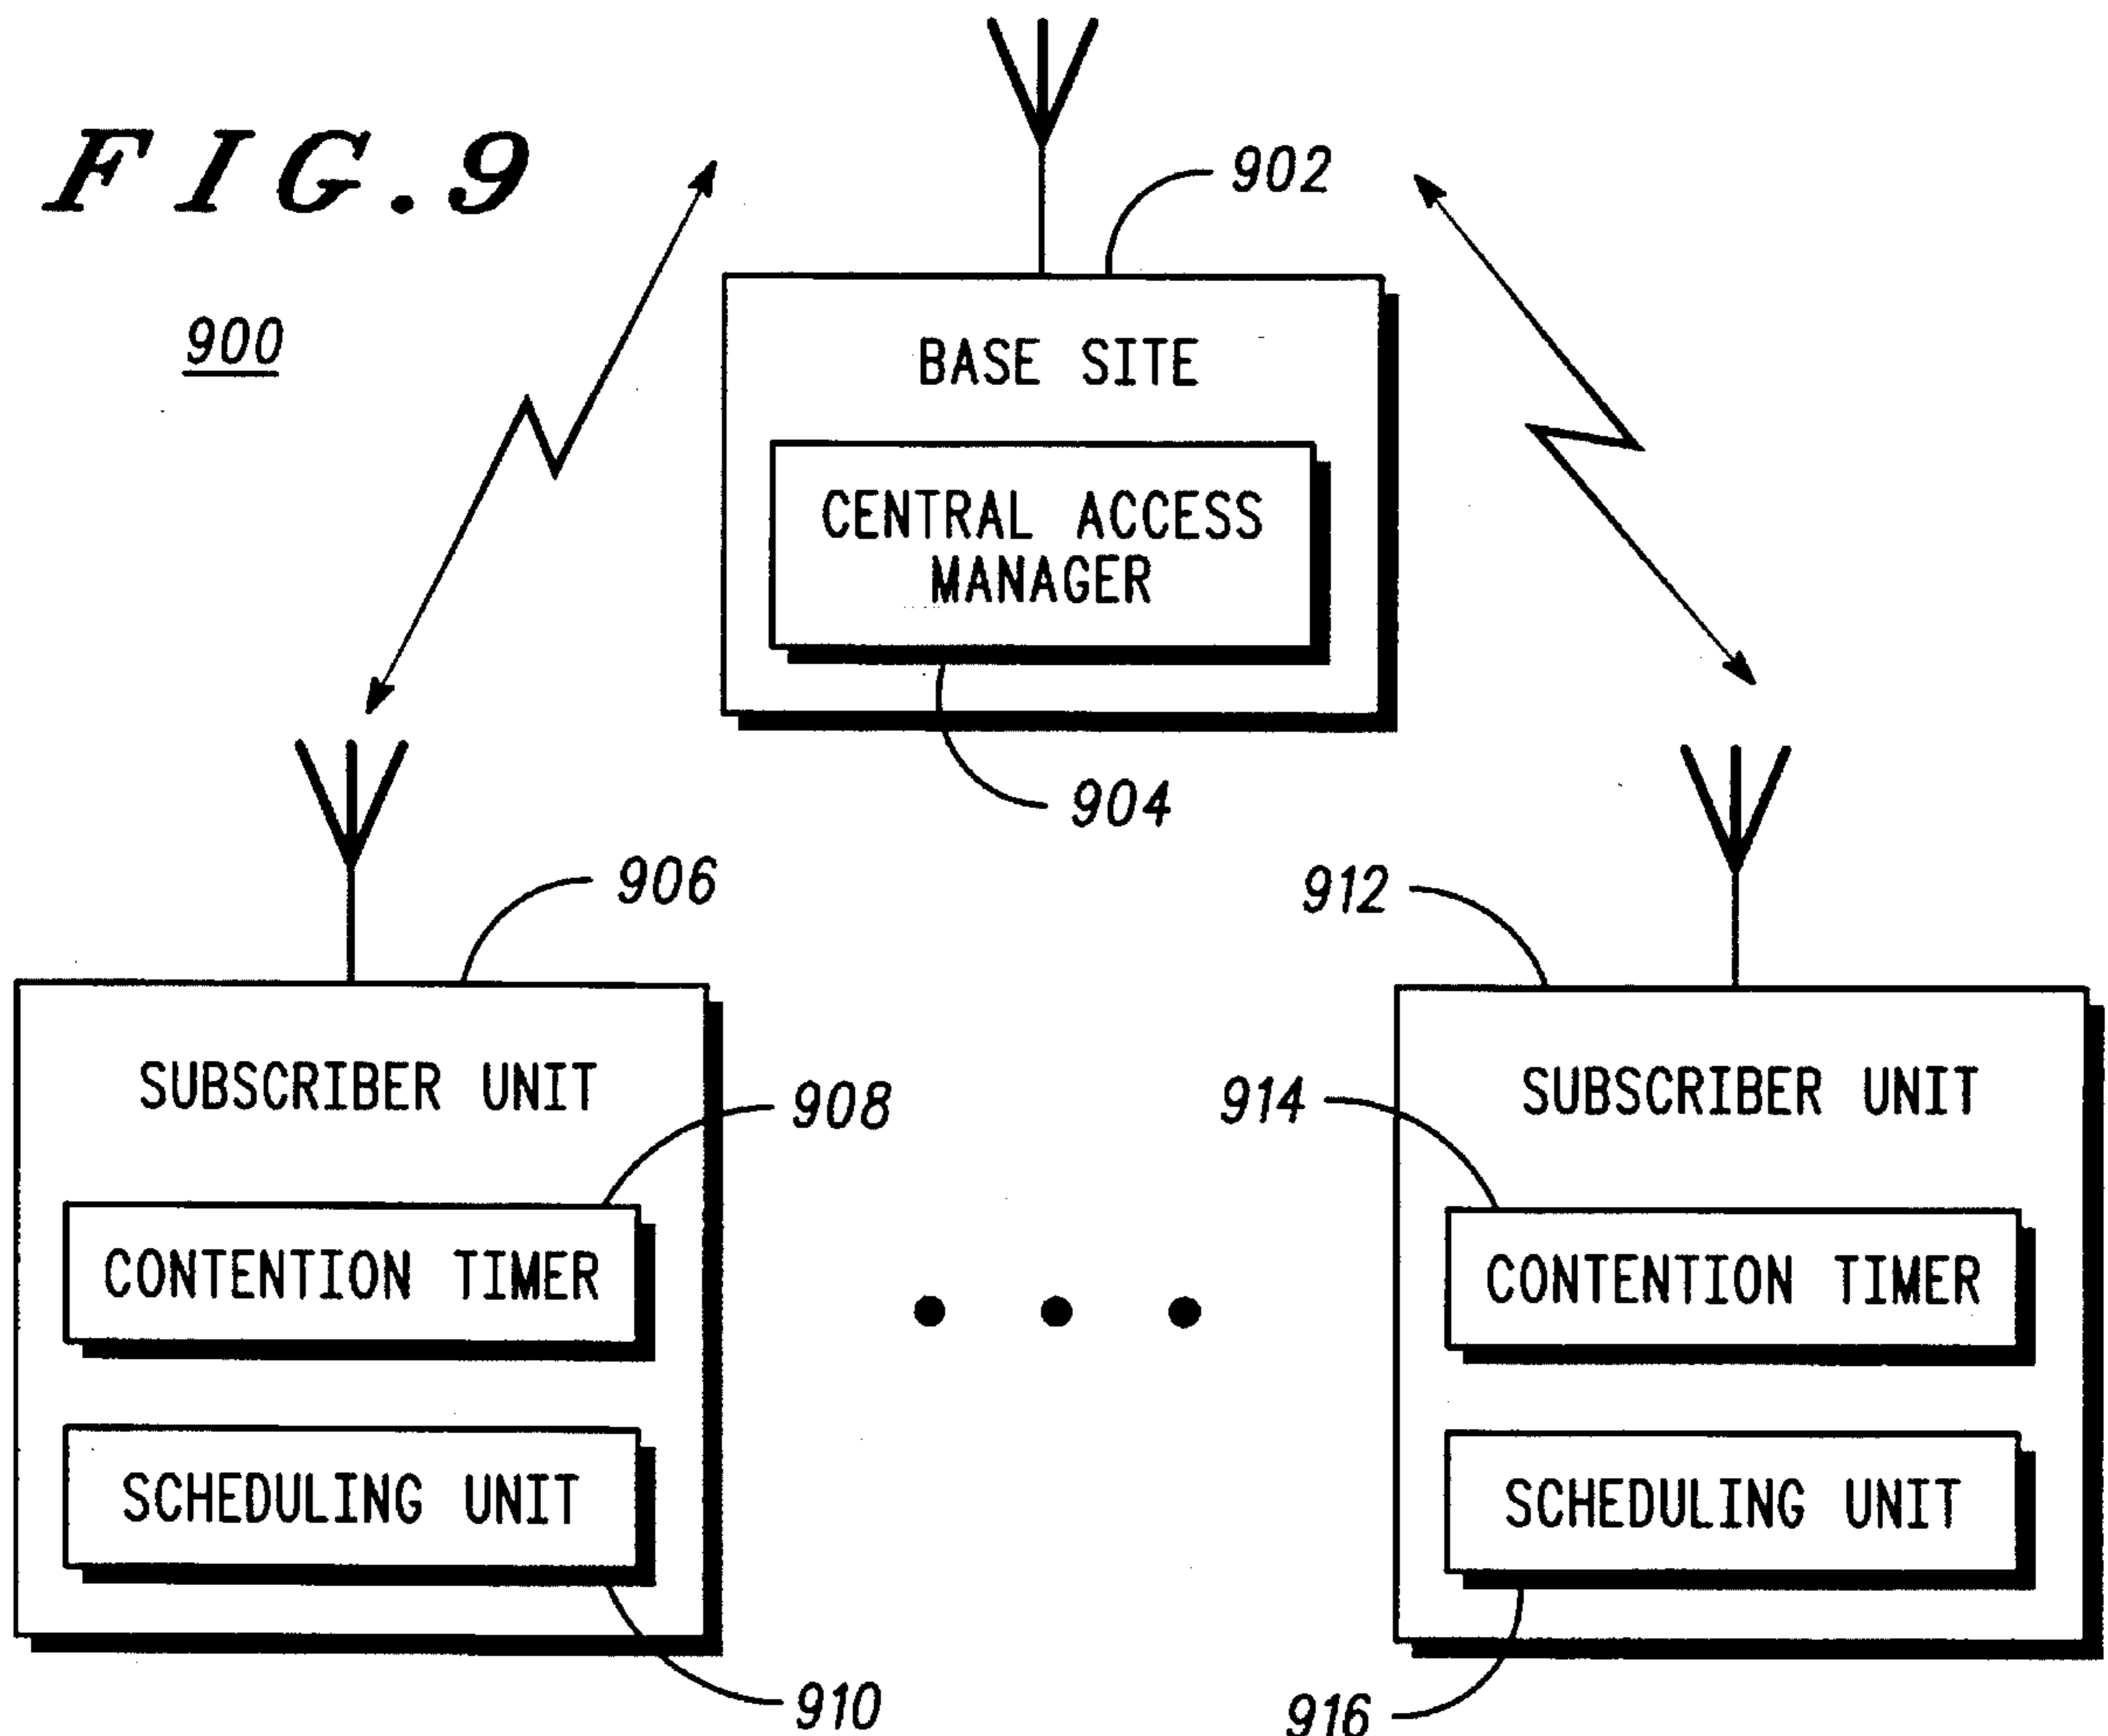 FIG. 9
902
900
BASE SITE
CENTRAL ACCESS
MANAGER
904
906
912
SUBSCRIBER UNIT
908
914
SUBSCRIBER UNIT
CONTENTION TIMER
CONTENTION TIMER
SCHEDULING UNIT
SCHEDULING UNIT
910
916